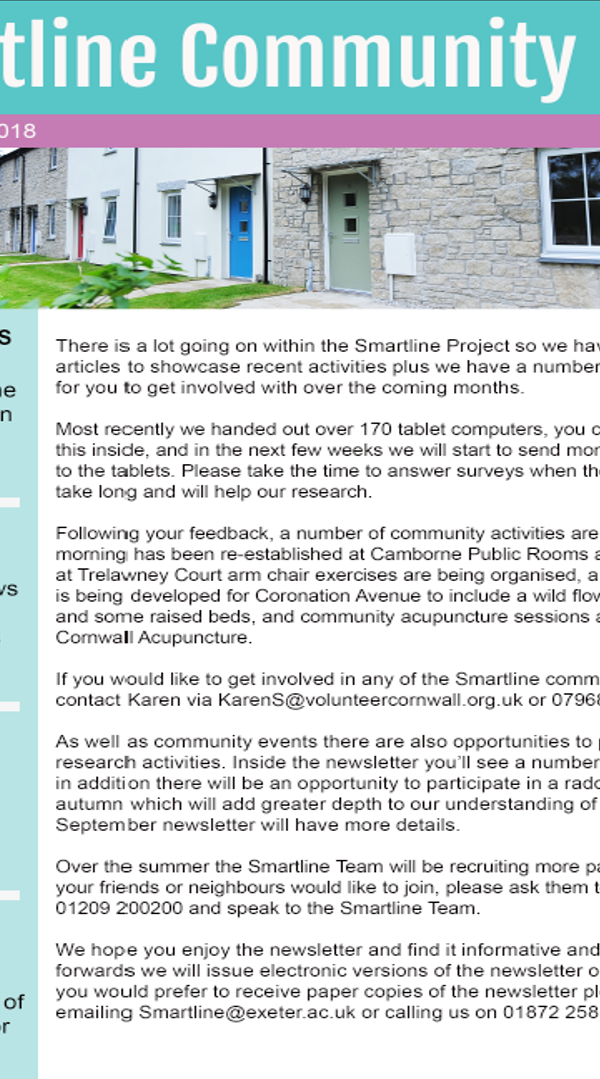 tline Community
018
There is a lot going on within the Smartline Project so we hav
articles to showcase recent activities plus we have a number
for you to get involved with over the coming months.
Most recently we handed out over 170 tablet computers, you c
this inside, and in the next few weeks we will start to send mor
to the tablets. Please take the time to answer surveys when the
take long and will help our research.
Following your feedback, a number of community activities are
morning has been re-established at Camborne Public Rooms a
at Trelawney Court arm chair exercises are being organised, a
is being developed for Coronation Avenue to include a wild flow
and some raised beds, and community acupuncture sessions a
Cornwall Acupuncture.
If you would like to get involved in any of the Smartline comm
contact Karen via KarenS@volunteercornwall.org.uk or 07968
As well as community events there are also opportunities to p
research activities. Inside the newsletter you'll see a number
in addition there will be an opportunity to participate in a rado
autumn which will add greater depth to our understanding of
September newsletter will have more details.
Over the summer the Smartline Team will be recruiting more pa
your friends or neighbours would like to join, please ask them t
01209 200200 and speak to the Smartline Team.
We hope you enjoy the newsletter and find it informative and
forwards we will issue electronic versions of the newsletter o
you would prefer to receive paper copies of the newsletter ple
emailing Smartline@exeter.ac.uk or calling us on 01872 258
s
ne
n
vs
of
or